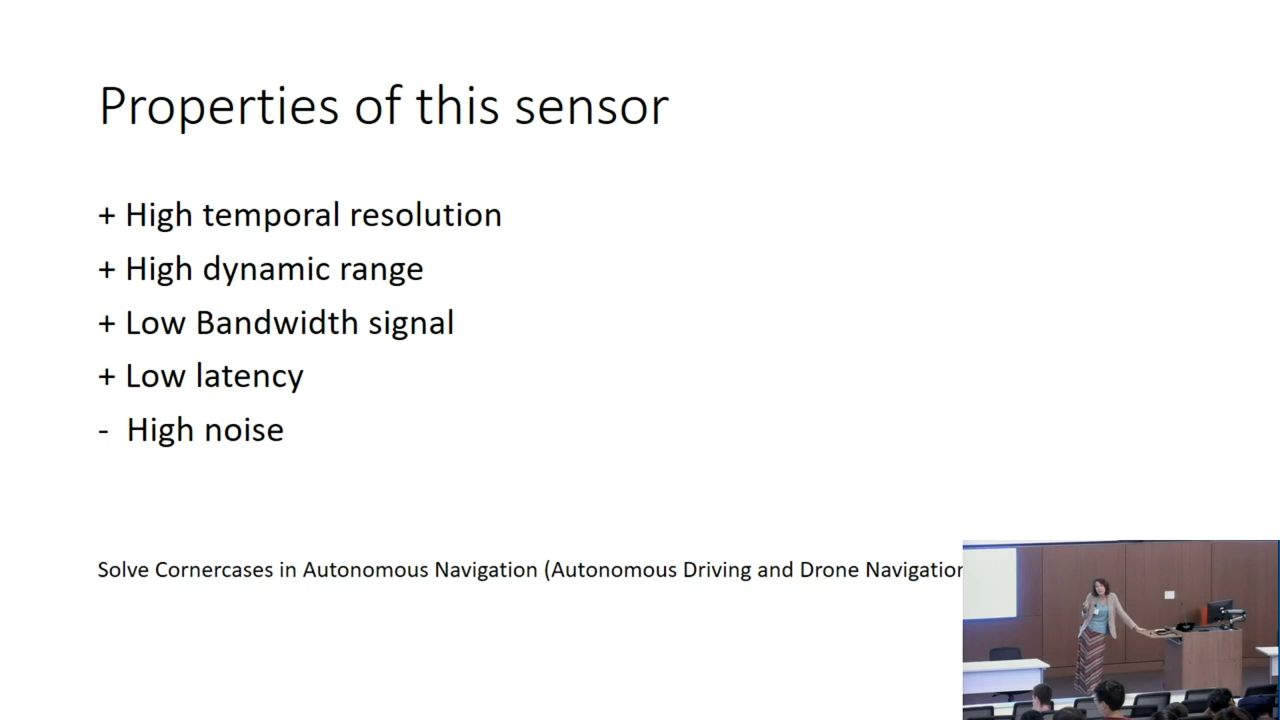 Properties of this sensor
+ High temporal resolution
+ High dynamic range
+ Low Bandwidth signal
+ Low latency
- High noise
Solve Cornercases in Autonomous Navigation (Autonomous Driving and Drone Navigation